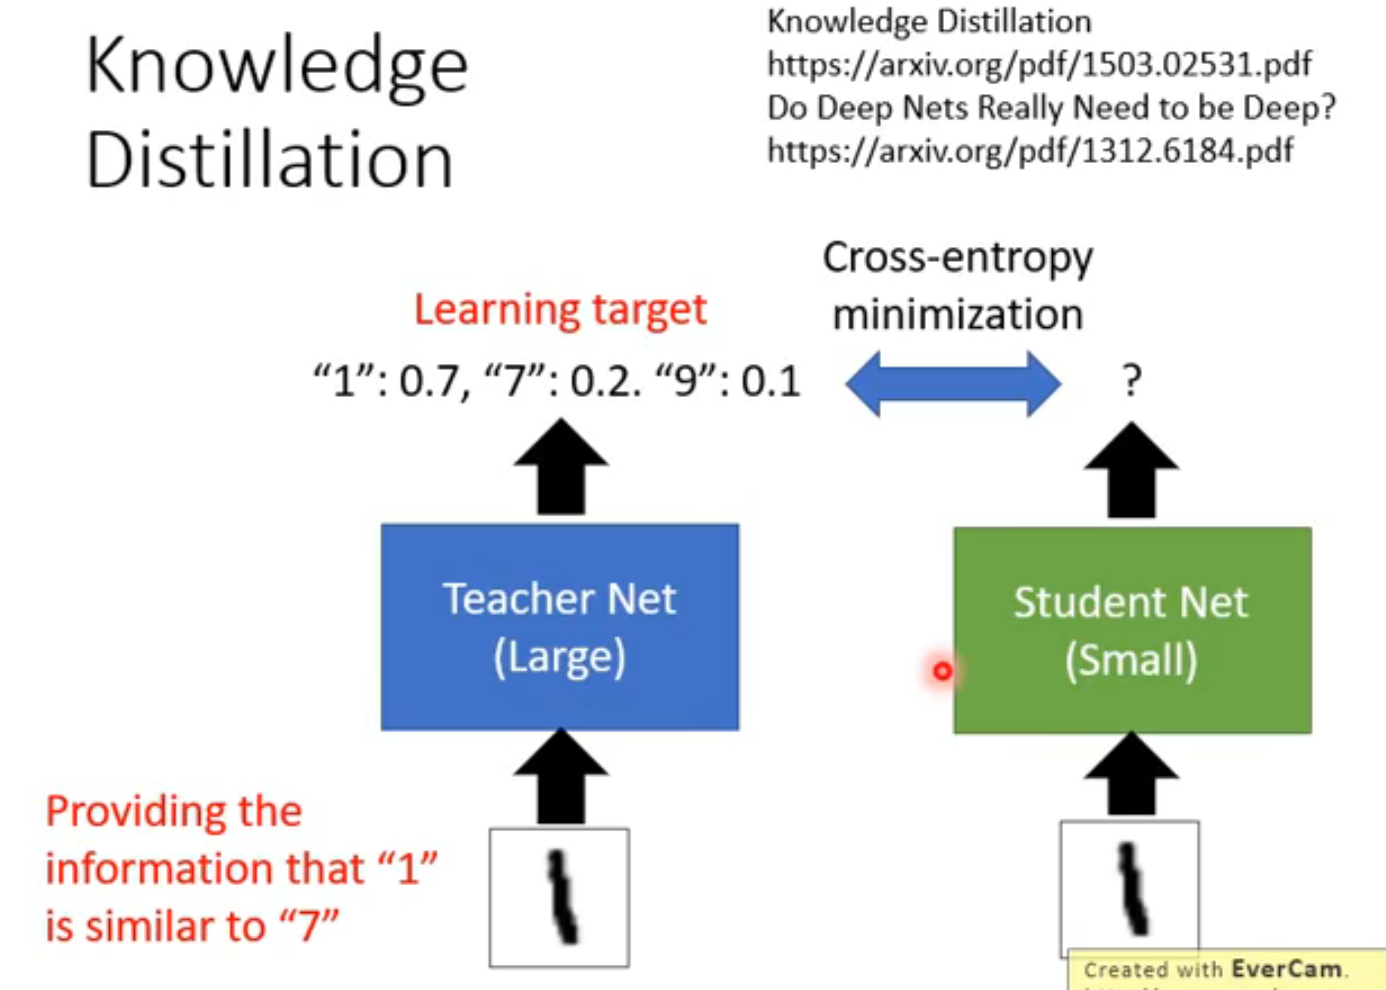 Knowledge
Distillation
Knowledge Distillation
https://arxiv.org/pdf/1503.02531.pdf
Do Deep Nets Really Need to be Deep?
https://arxiv.org/pdf/1312.6184.pdf
Cross-entropy
minimization
Learning target
“1”: 0.7, “7”: 0.2. “9”: 0.1
?
Teacher Net
(Large)
Student Net
(Small)
Providing the
information that “1”
is similar to “7”
Created with EverCam.